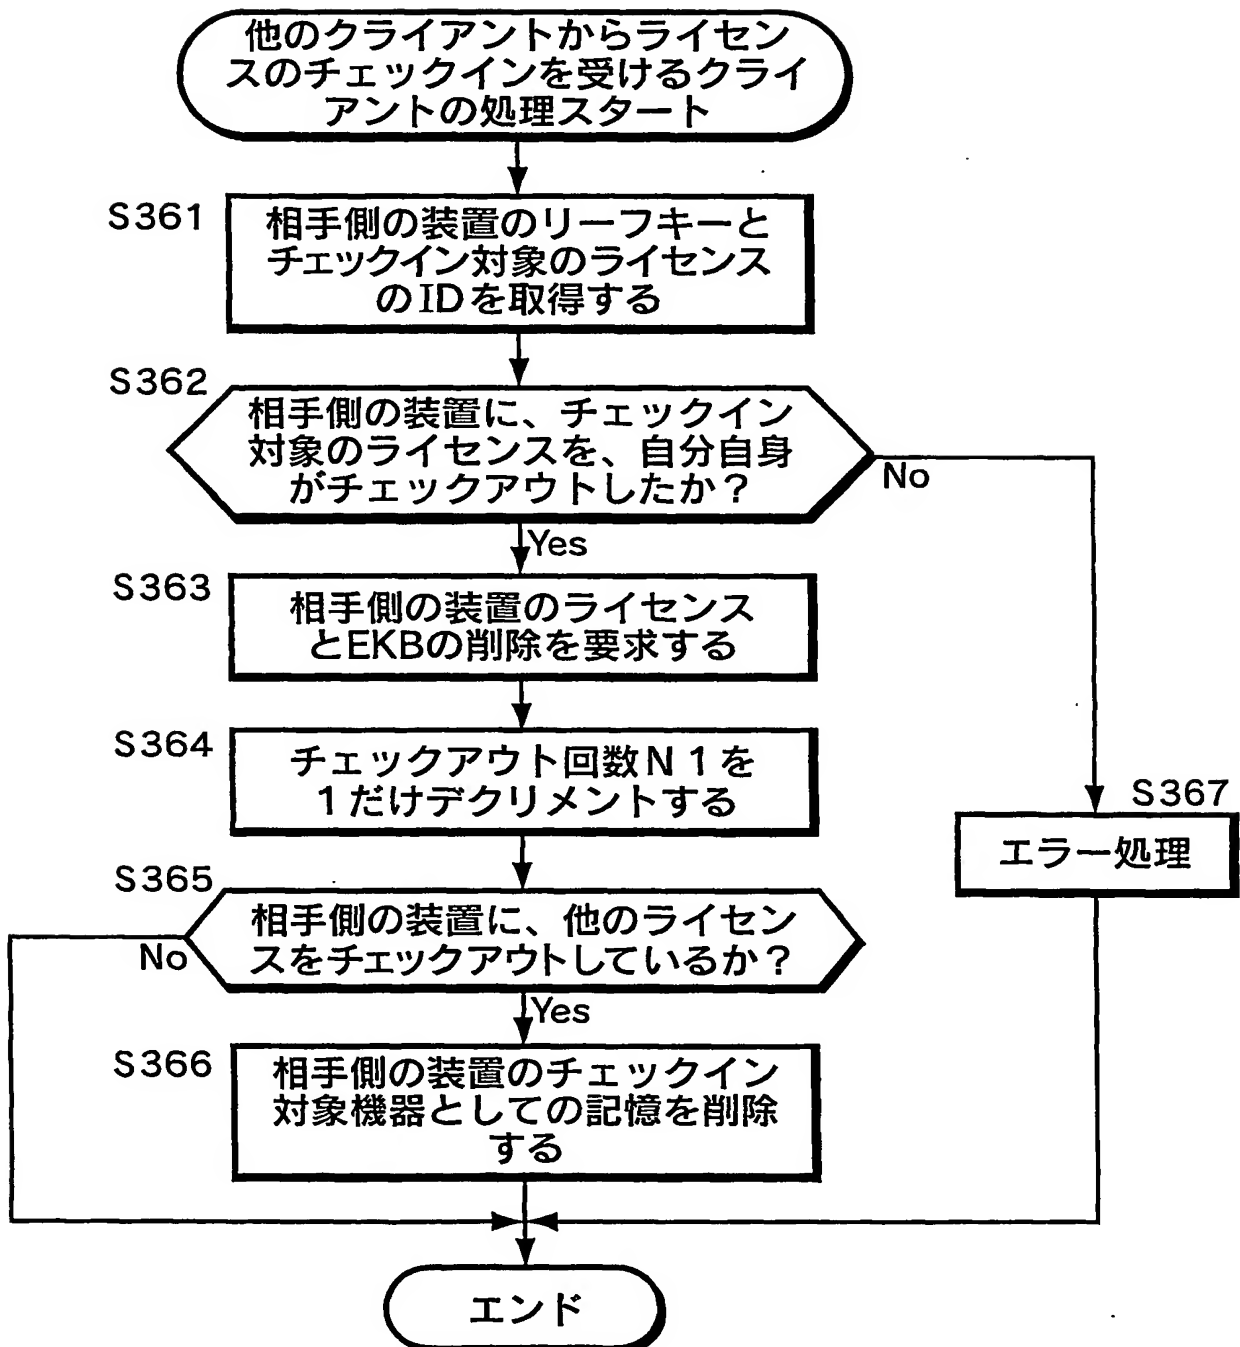 他のクライアントからライセン
スのチェックインを受けるクライ
アントの処理スタート
S361
相手側の装置のリーフキーと
チェックイン対象のライセンス
のIDを取得する
S362
相手側の装置に、チェックイン
対象のライセンスを、自分自身
がチェックアウトしたか？
No
Yes
S363
相手側の装置のライセンス
とEKBの削除を要求する
S364
チェックアウト回数N1を
1だけデクリメントする
S367
エラー処理
S365
相手側の装置に、他のライセン
スをチェックアウトしているか？
No
Yes
S366
相手側の装置のチェックイン
対象機器としての記憶を削除
する
エンド